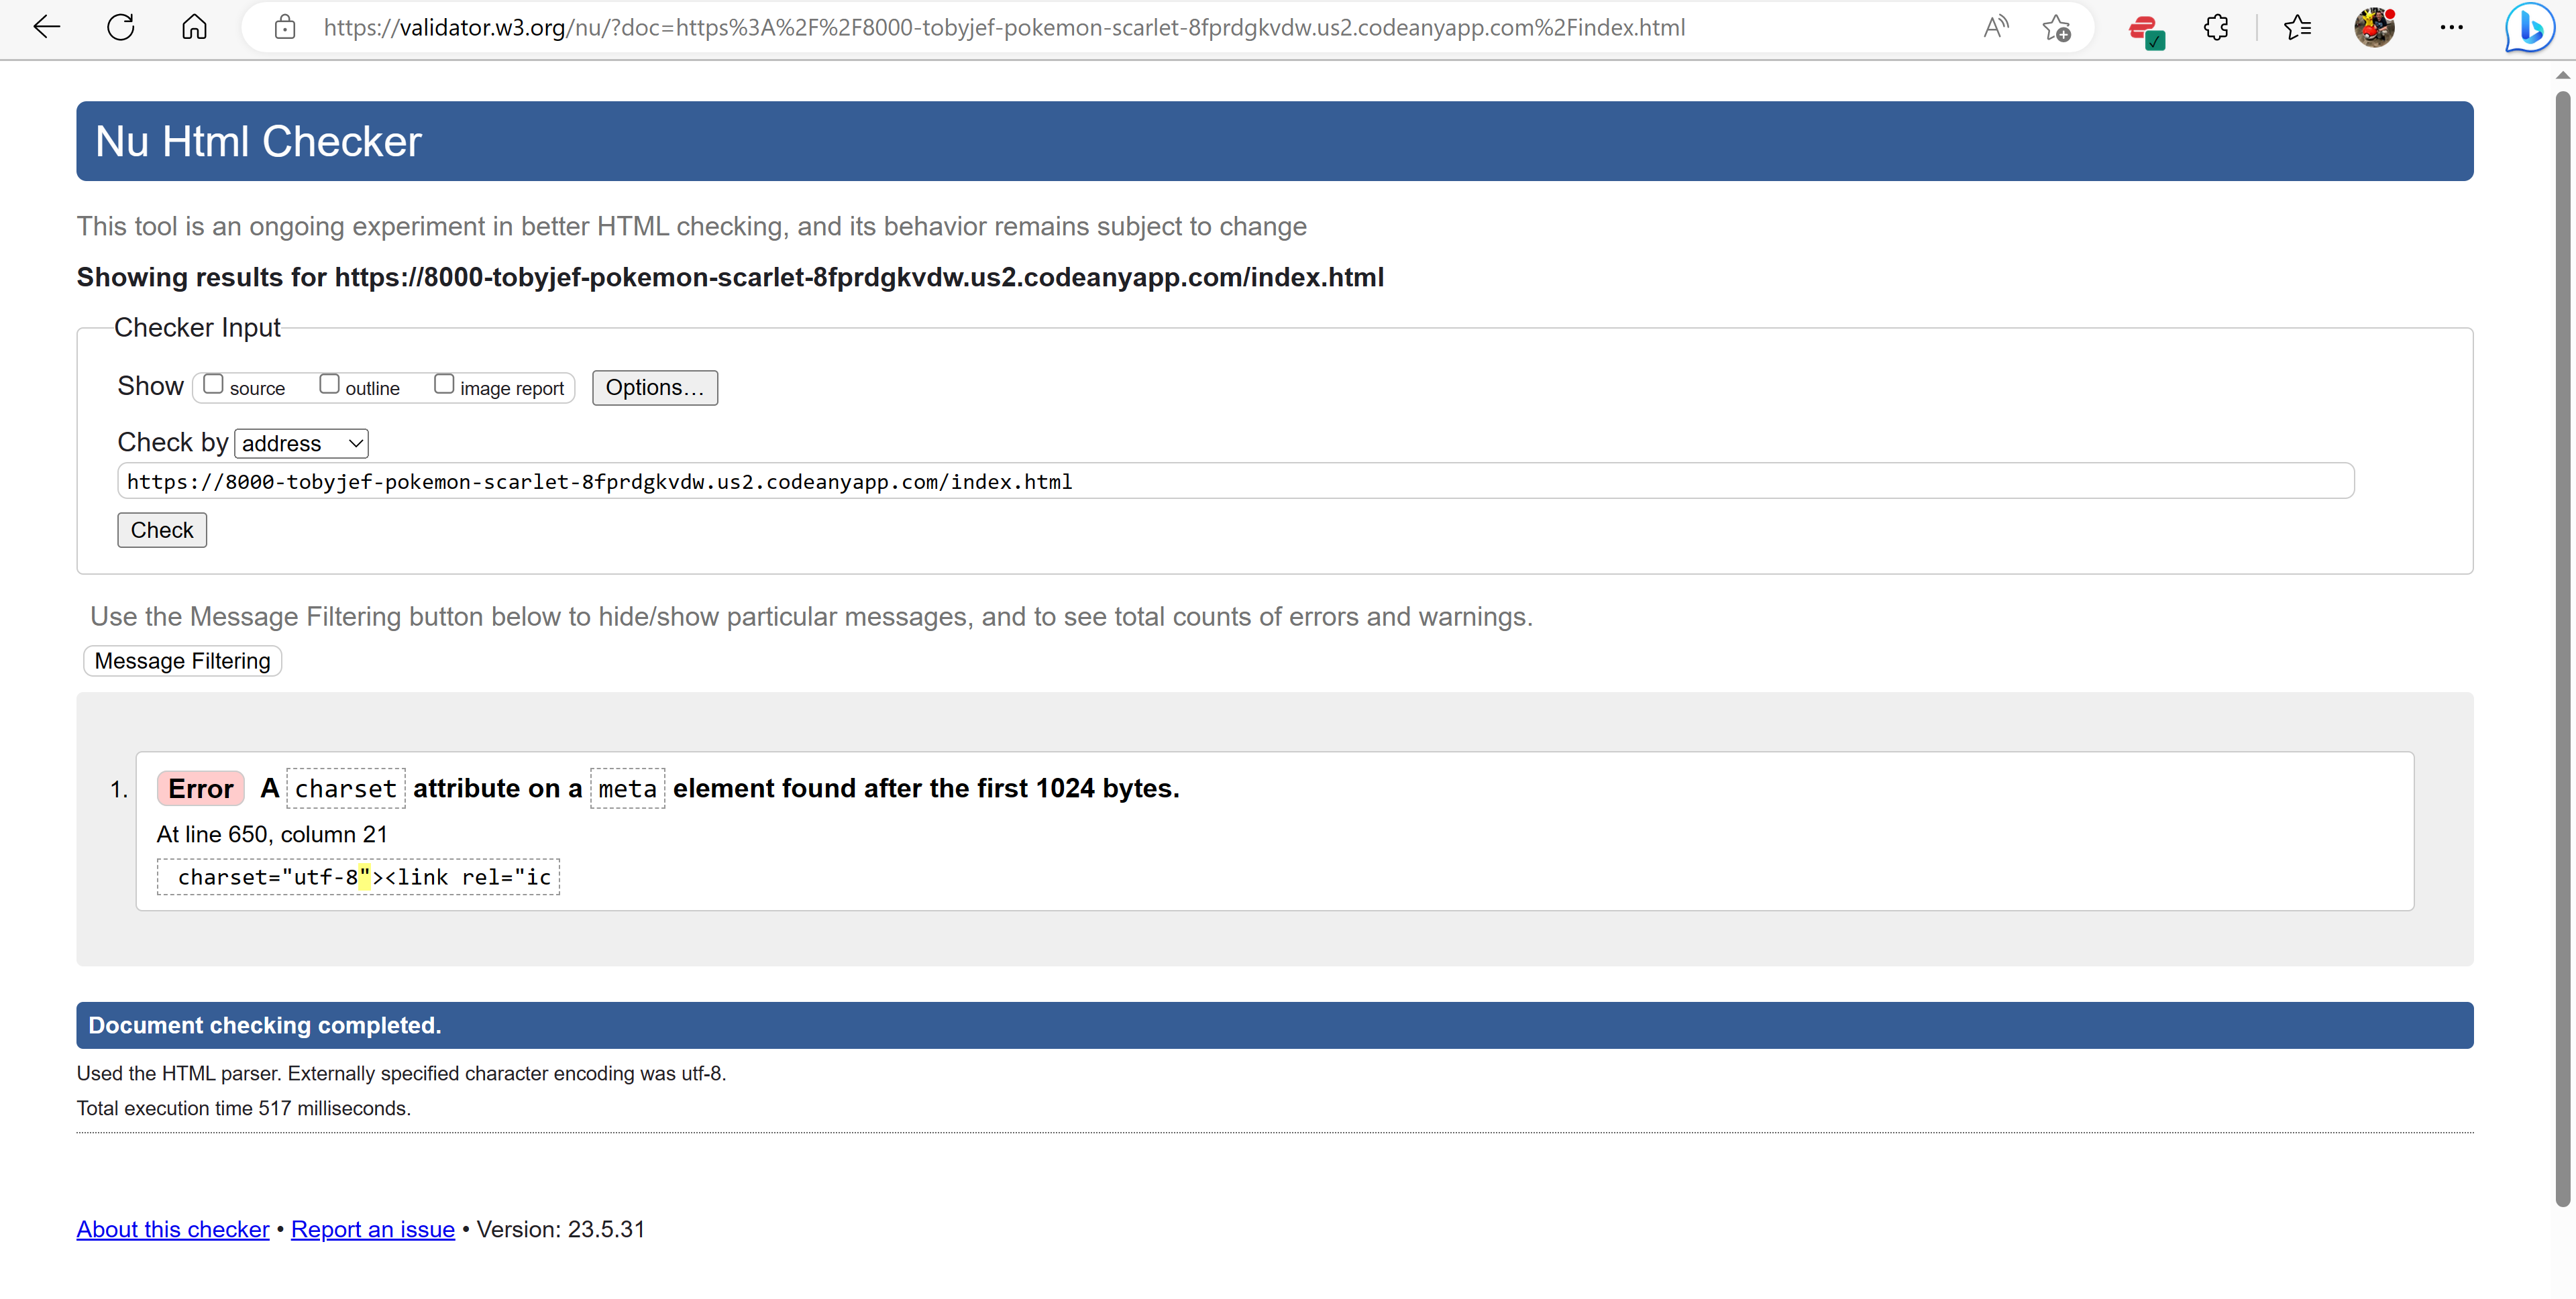 https://validator.w3.org/nu/?doc=https%3A%2F%2F8000-tobyjef-pokemon-scarlet-8fprdgkvdw.us2.codeanyapp.com%2Findex.html
Nu Html Checker
This tool is an ongoing experiment in better HTML checking, and its behavior remains subject to change
Showing results for https://8000-tobyjef-pokemon-scarlet-8fprdgkvdw.us2.codeanyapp.com/index.html
Checker Input
Show source outline image report Options...
Check by address
https://8000-tobyjef-pokemon-scarlet-8fprdgkvdw.us2.codeanyapp.com/index.html
Check
Use the Message Filtering button below to hide/show particular messages, and to see total counts of errors and warnings.
Message Filtering
1. Error A charset attribute on a meta element found after the first 1024 bytes.
At line 650, column 21
charset="utf-8"><link rel="ic
Document checking completed.
Used the HTML parser. Externally specified character encoding was utf-8.
Total execution time 517 milliseconds.
About this checker • Report an issue • Version: 23.5.31